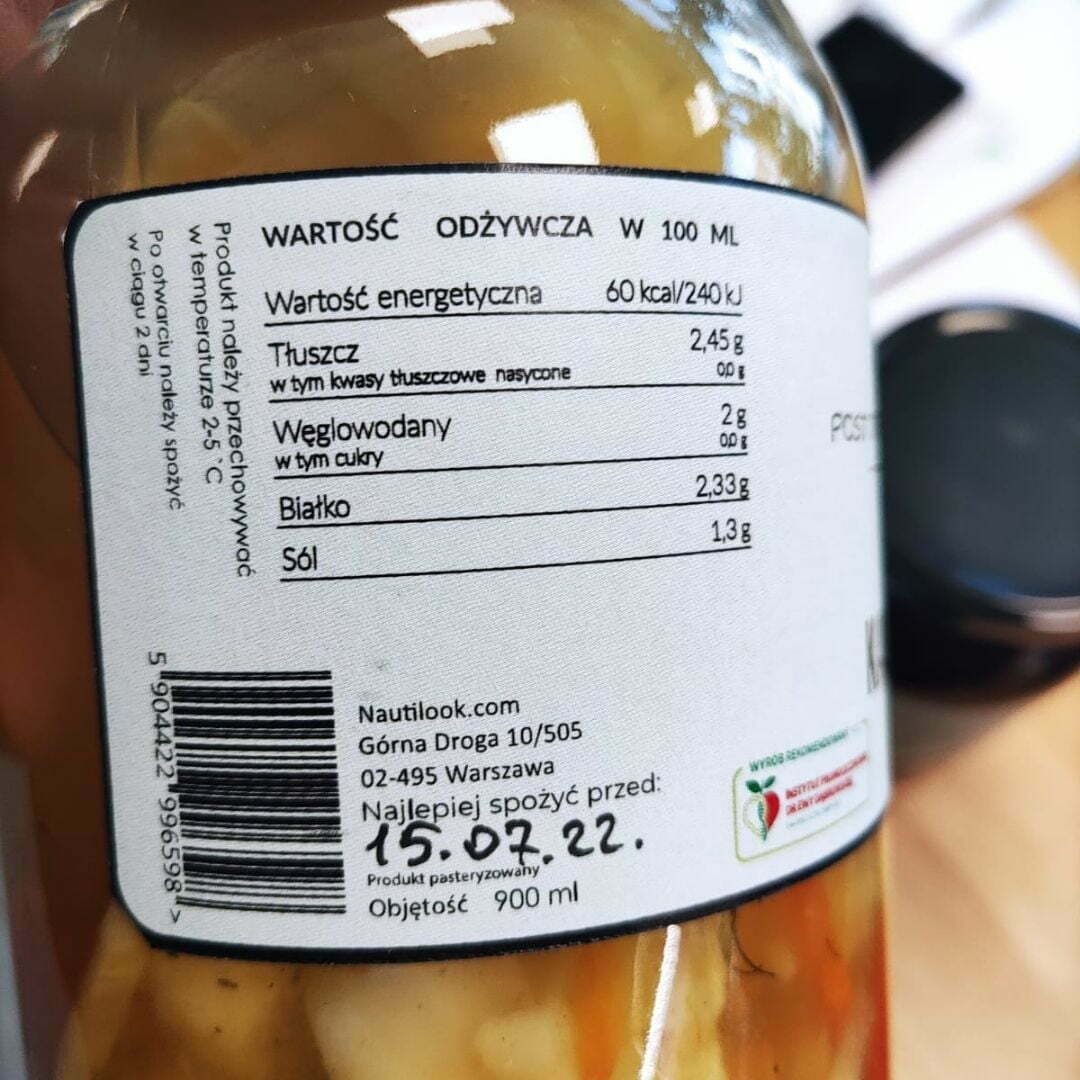 WARTOŚĆ ODŻYWCZA W 100 ML
Wartość energetyczna 60 kcal/240 kJ
Tłuszcz 2,45 g
w tym kwasy tłuszczowe nasycone 0,0 g
Węglowodany 2 g
w tym cukry 0,0 g
Białko 2,33 g
Sól 1,3 g
Produkt należy przechowywać
w temperaturze 2-5 °C
Po otwarciu należy spożyć
w ciągu 2 dni
5 904422 996598 >
Nautilook.com
Górna Droga 10/505
02-495 Warszawa
Najlepiej spożyć przed:
15.07.22.
Produkt pasteryzowany
Objętość 900 ml
WYRÓB REKOMENDOWANY